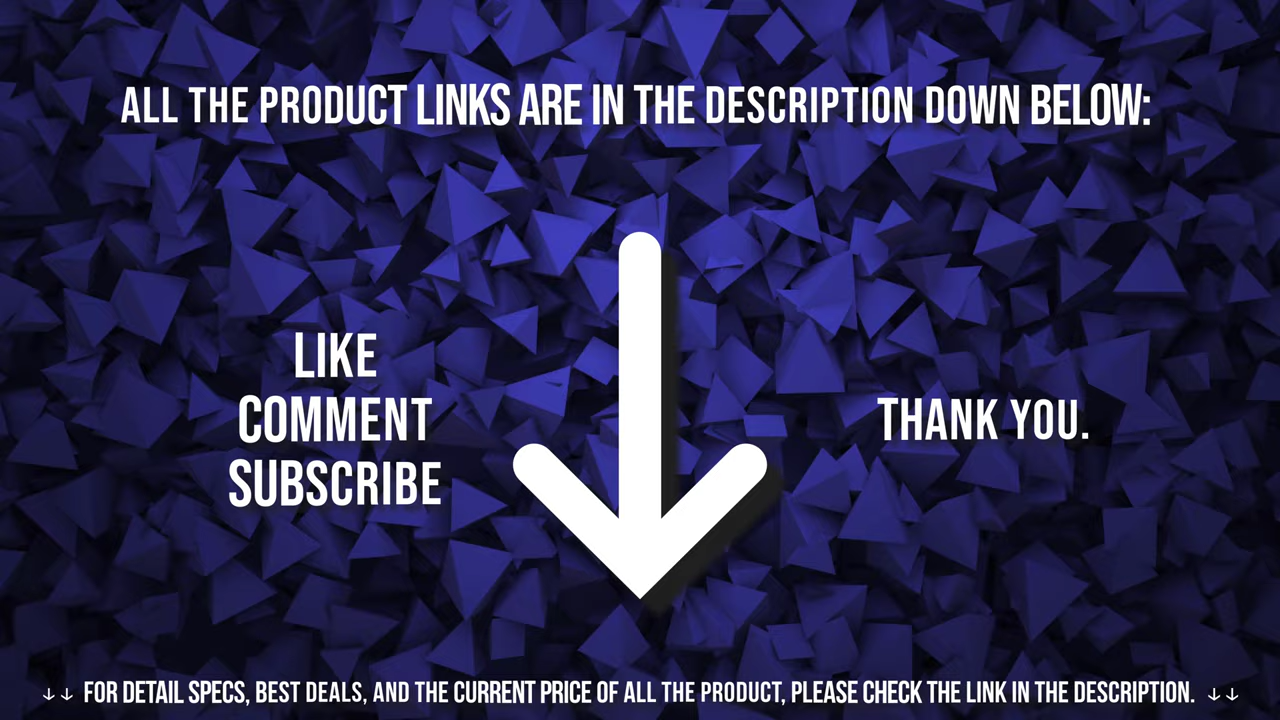 ALL THE PRODUCT LINKS ARE IN THE DESCRIPTION DOWN BELOW:
LIKE
COMMENT
SUBSCRIBE
THANK YOU.
↓↓ FOR DETAIL SPECS, BEST DEALS, AND THE CURRENT PRICE OF ALL THE PRODUCT, PLEASE CHECK THE LINK IN THE DESCRIPTION. ↓↓